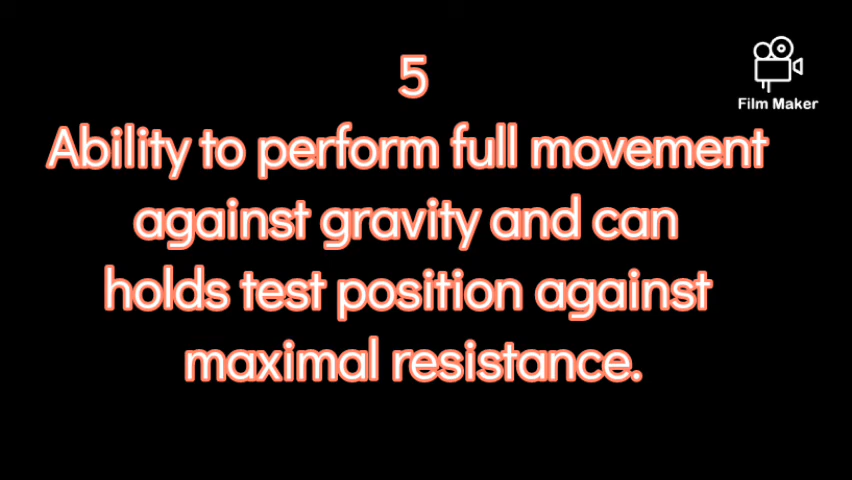 5
Film Maker
Ability to perform full movement
against gravity and can
holds test position against
maximal resistance.